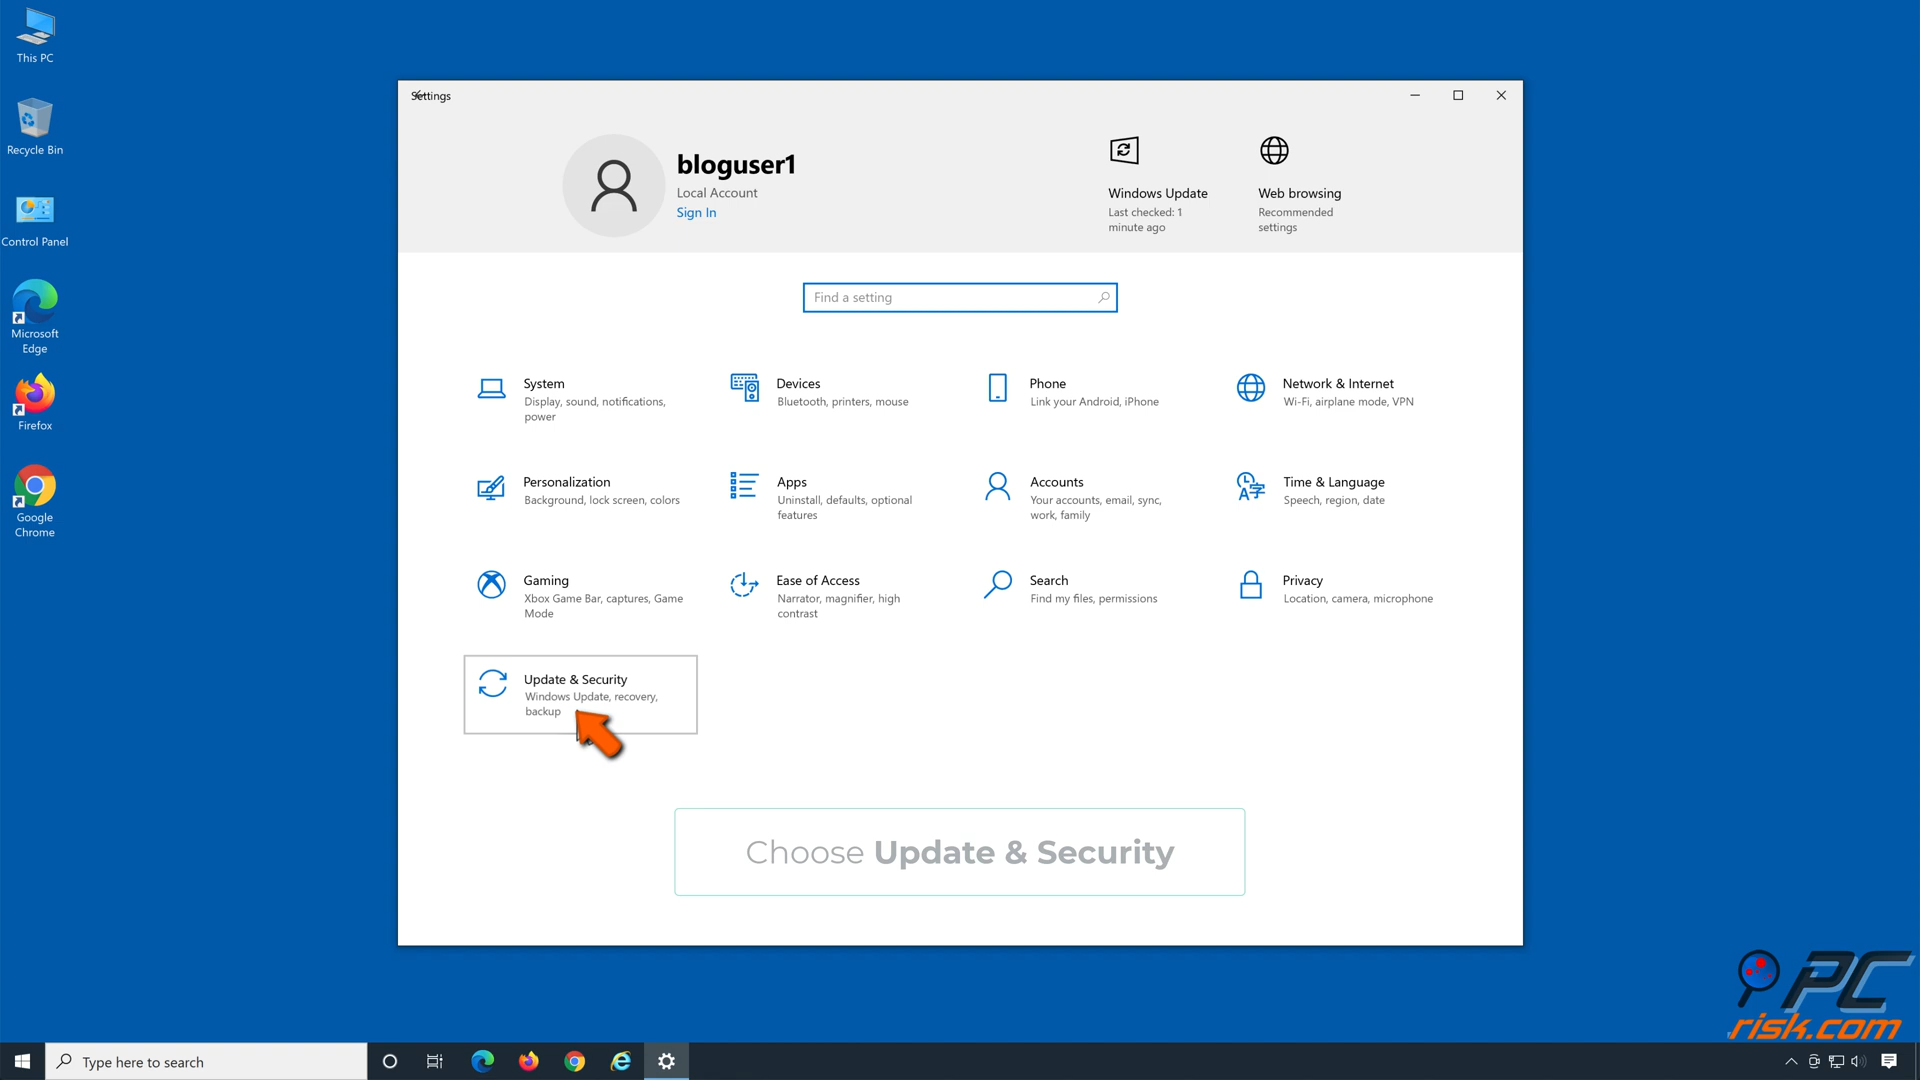 This PC
Recycle Bin
Control Panel
Microsoft
Edge
Firefox
Google
Chrome
Settings
bloguser1
Local Account
Sign In
Windows Update
Last checked: 1
minute ago
Web browsing
Recommended
settings
Find a setting
System
Display, sound, notifications,
power
Devices
Bluetooth, printers, mouse
Phone
Link your Android, iPhone
Network & Internet
Wi-Fi, airplane mode, VPN
Personalization
Background, lock screen, colors
Apps
Uninstall, defaults, optional
features
Accounts
Your accounts, email, sync,
work, family
Time & Language
Speech, region, date
Gaming
Xbox Game Bar, captures, Game
Mode
Ease of Access
Narrator, magnifier, high
contrast
Search
Find my files, permissions
Privacy
Location, camera, microphone
Update & Security
Windows Update, recovery,
backup
Choose Update & Security
PC
risk.com
Type here to search